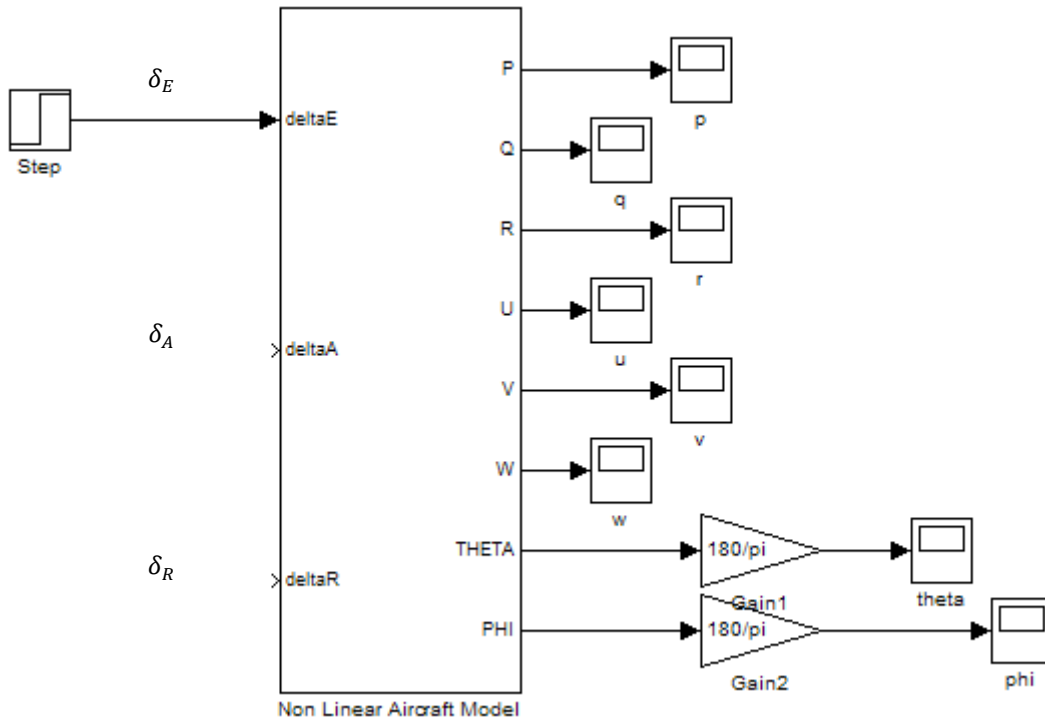 δ_E
Step
δ_A
δ_R
deltaE
deltaA
deltaR
P
Q
R
U
V
W
THETA
PHI
Non Linear Aircraft Model
p
q
r
u
v
w
180/pi
Gain1
theta
180/pi
Gain2
phi